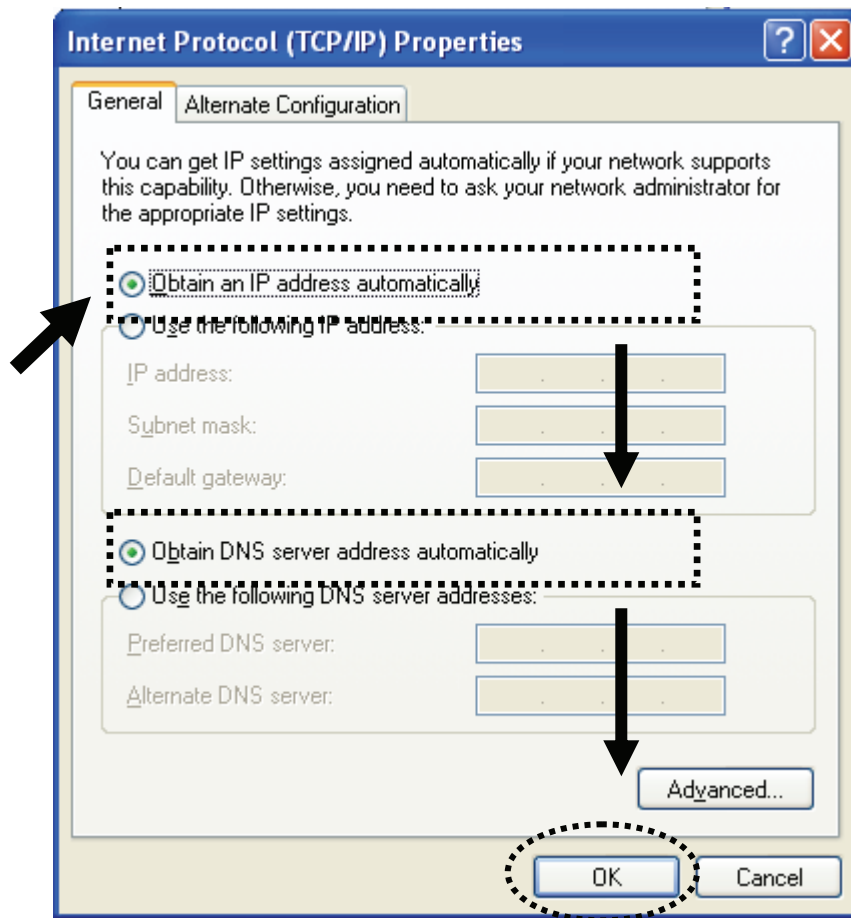 Internet Protocol (TCP/IP) Properties
?
General
Alternate Configuration
You can get IP settings assigned automatically if your network supports
this capability. Otherwise, you need to ask your network administrator for
the appropriate IP settings.
Obtain an IP address automatically
Use the following IP address:
IP address:
Subnet mask:
Default gateway:
Obtain DNS server address automatically
Use the following DNS server addresses:
Preferred DNS server:
Alternate DNS server:
Advanced...
OK
Cancel